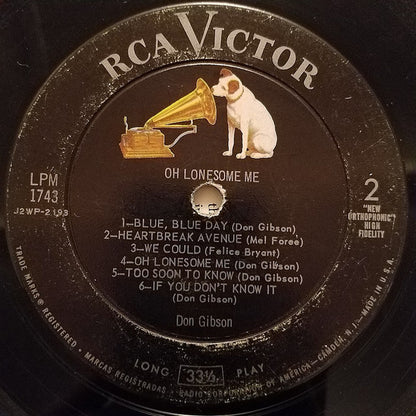 RCA VICTOR
OH LONESOME ME
LPM
1743
J2WP-2193
2
"NEW
ORTHOPHONIC"
HIGH
FIDELITY
1—BLUE, BLUE DAY (Don Gibson)
2—HEARTBREAK AVENUE (Mel Foree)
3—WE COULD (Felice Bryant)
4—OH LONESOME ME (Don Gibson)
5—TOO SOON TO KNOW (Don Gibson)
6—IF YOU DON'T KNOW IT
(Don Gibson)
Don Gibson
LONG 33⅓ PLAY
TRADE MARKS ® REGISTERED • MARCAS REGISTRADAS • RADIO CORPORATION OF AMERICA—CAMDEN, N. J.—MADE IN U.S.A.